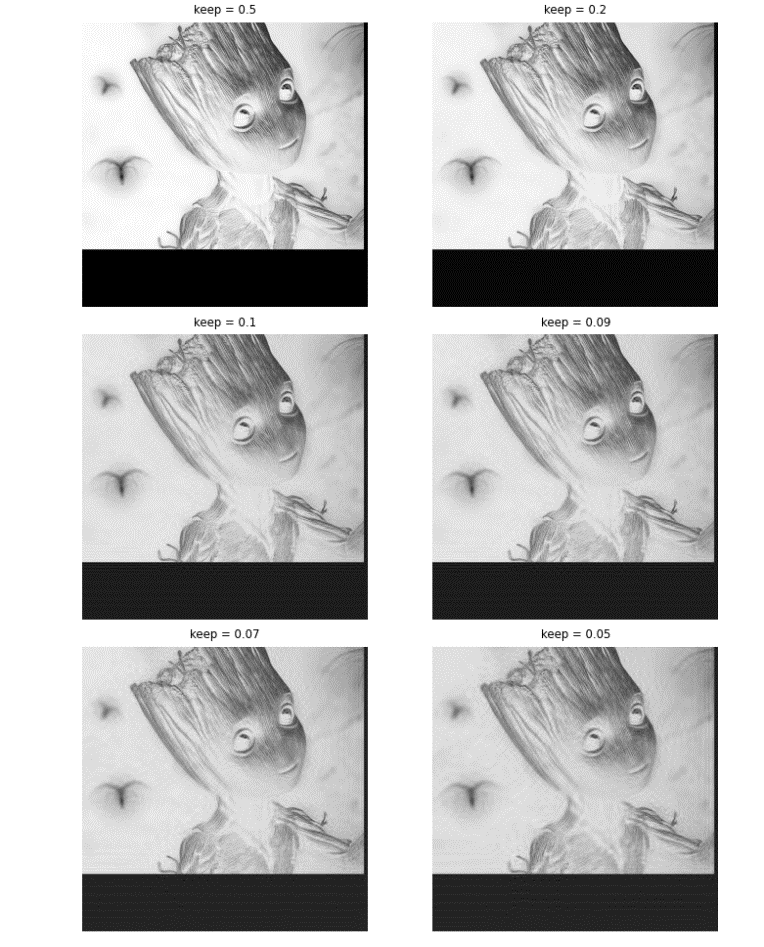 keep = 0.5
keep = 0.2
keep = 0.1
keep = 0.09
keep = 0.07
keep = 0.05